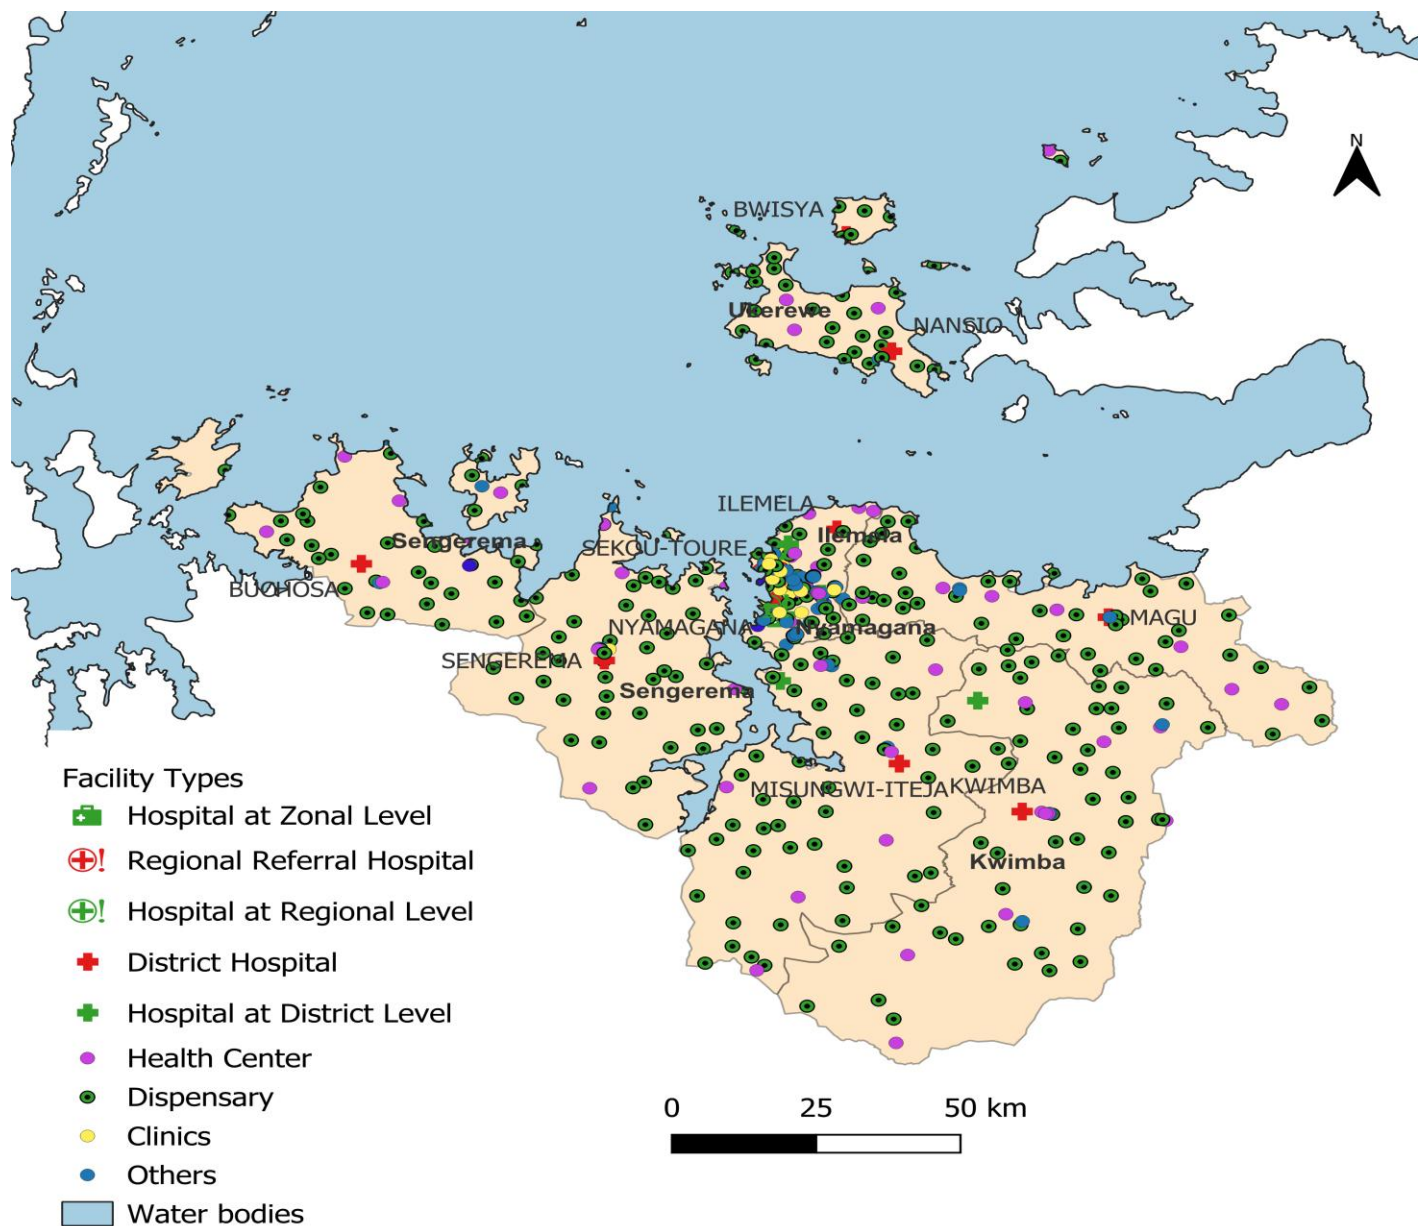 N
BWISYA
Ukerewe
NANSIO
ILEMELA
Ilemela
SEKOU-TOURE
Sengerema
BUCHOSA
NYAMAGANA
Nyamagana
MAGU
SENGEREMA
Sengerema
MISUNGWI-ITEJA
KWIMBA
Kwimba
Facility Types
Hospital at Zonal Level
Regional Referral Hospital
Hospital at Regional Level
District Hospital
Hospital at District Level
Health Center
Dispensary
Clinics
Others
Water bodies
0 25 50 km